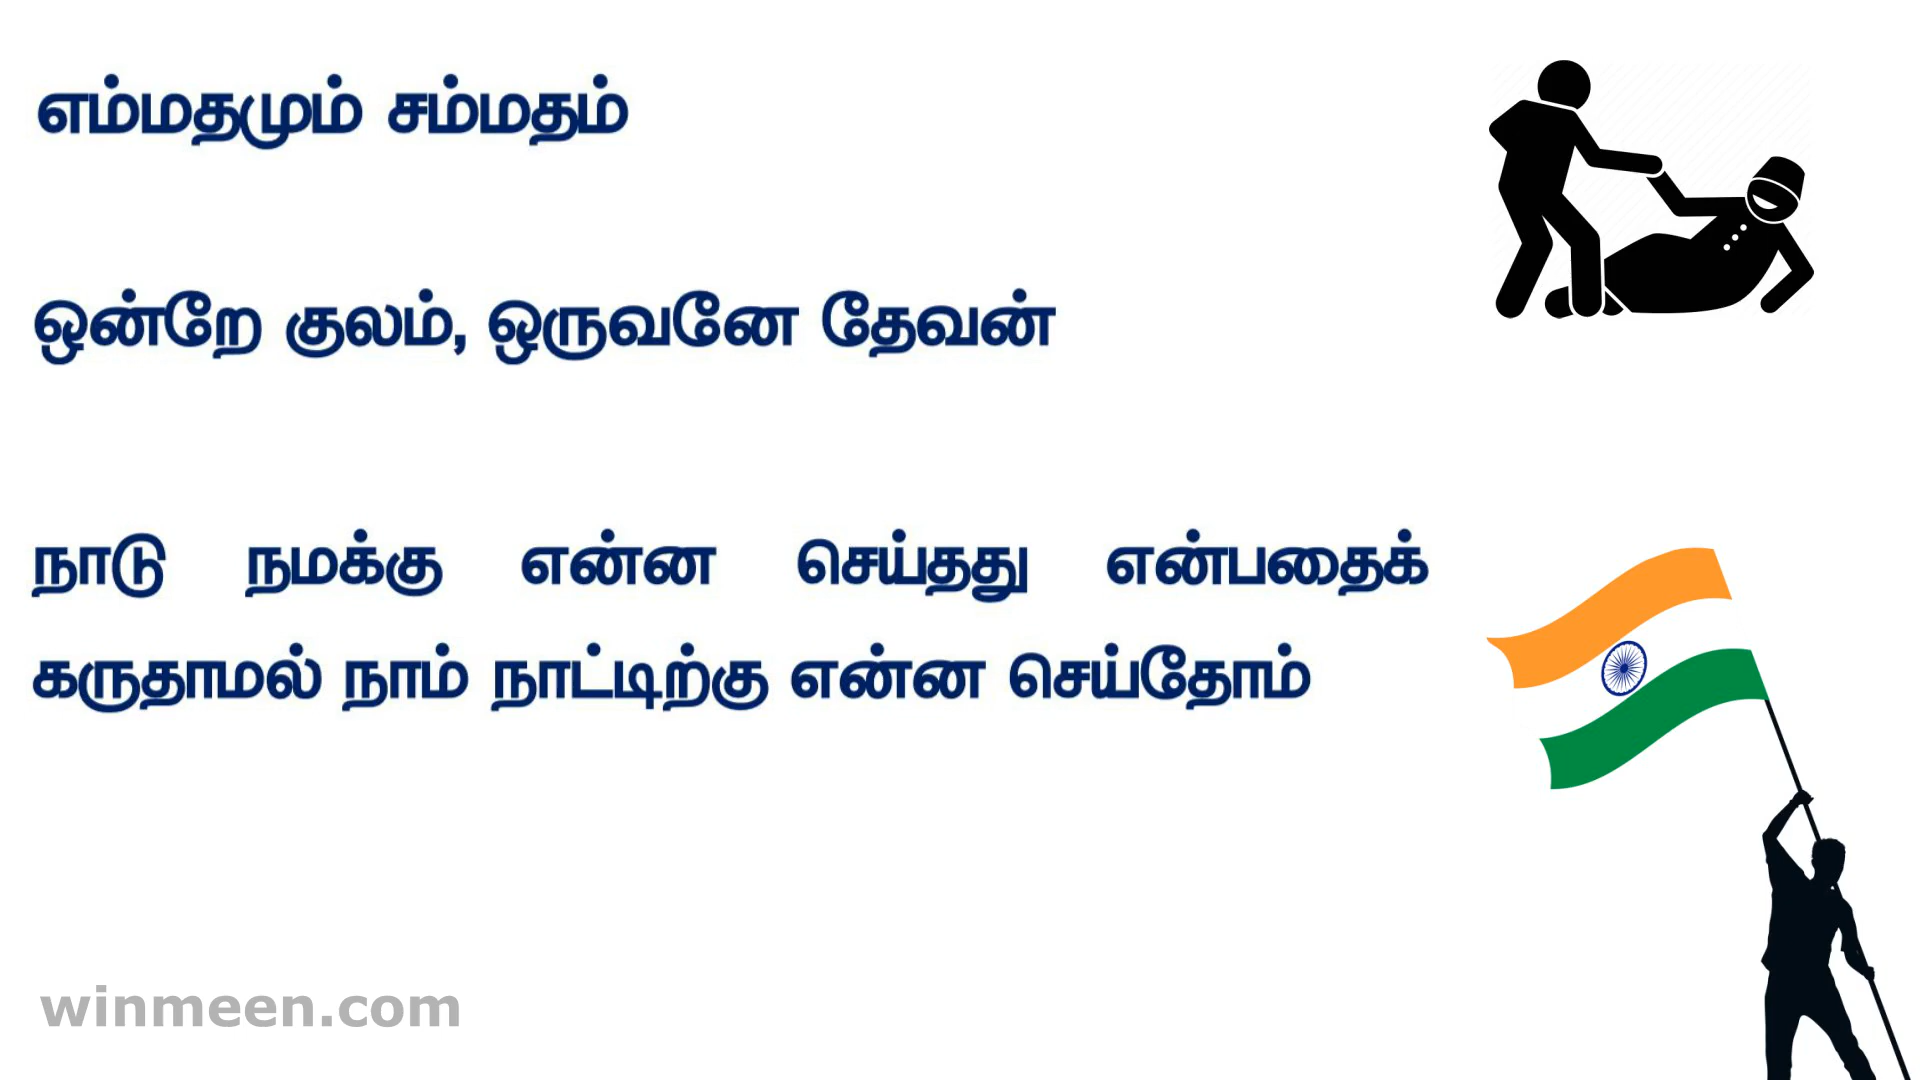 எம்மதமும் சம்மதம்
ஒன்றே குலம், ஒருவனே தேவன்
நாடு நமக்கு என்ன செய்தது என்பதைக்
கருதாமல் நாம் நாட்டிற்கு என்ன செய்தோம்
winmeen.com